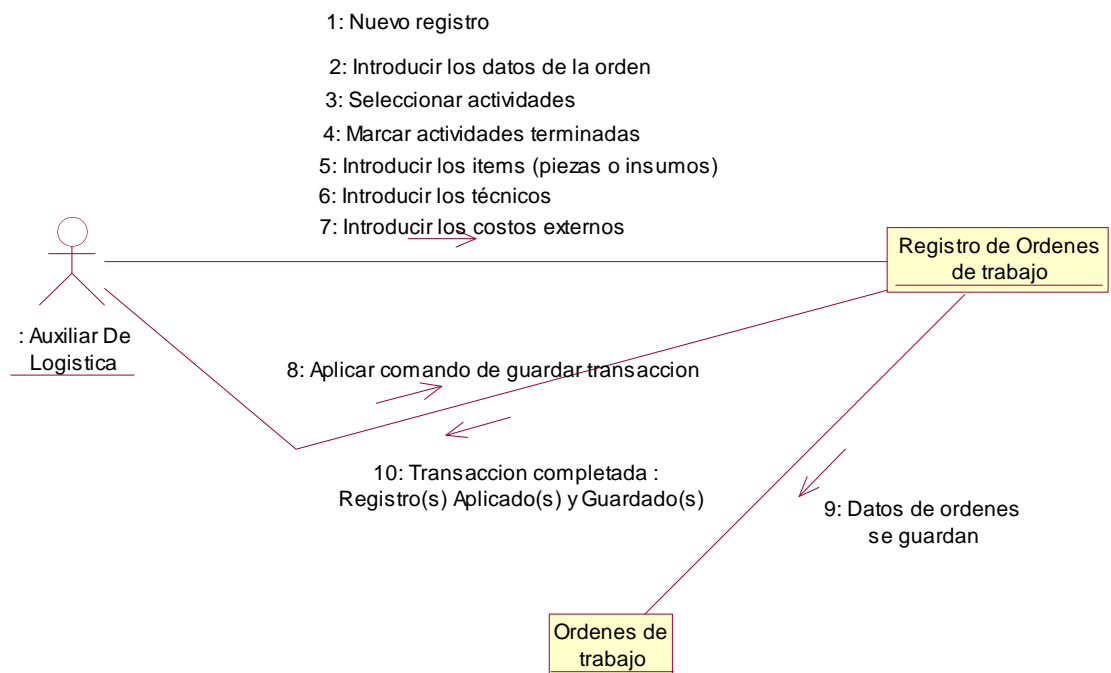 1: Nuevo registro
2: Introducir los datos de la orden
3: Seleccionar actividades
4: Marcar actividades terminadas
5: Introducir los items (piezas o insumos)
6: Introducir los técnicos
7: Introducir los costos externos
Registro de Ordenes
de trabajo
: Auxiliar De
Logistica
8: Aplicar comando de guardar transaccion
10: Transaccion completada :
Registro(s) Aplicado(s) y Guardado(s)
9: Datos de ordenes
se guardan
Ordenes de
trabajo